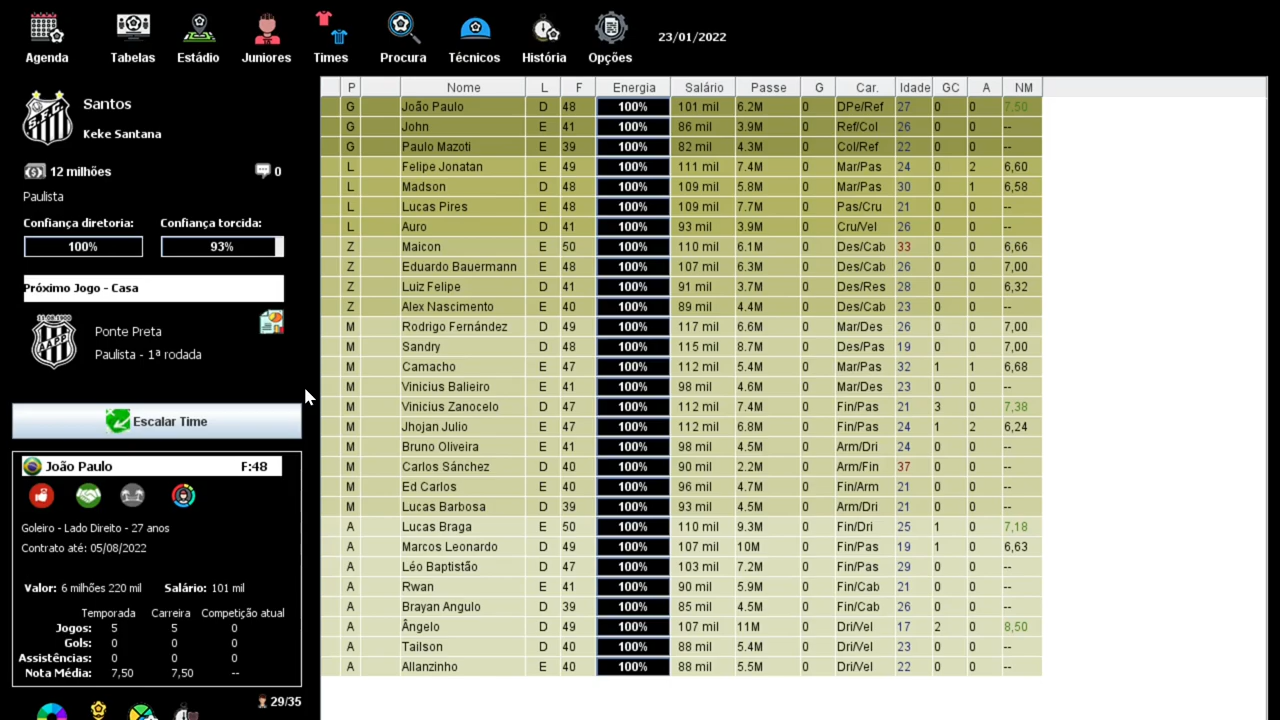 Agenda Tabelas Estádio Juniores Times Procura Técnicos História Opções 23/01/2022
Santos
Keke Santana
12 milhões 0
Paulista
Confiança diretoria: Confiança torcida:
100% 93%
Próximo Jogo - Casa
11.08.1900
Ponte Preta
Paulista - 1ª rodada
Escalar Time
João Paulo F:48
Goleiro - Lado Direito - 27 anos
Contrato até: 05/08/2022
Valor: 6 milhões 220 mil Salário: 101 mil
Temporada Carreira Competição atual
Jogos: 5 5 0
Gols: 0 0 0
Assistências: 0 0 0
Nota Média: 7,50 7,50 --
29/35
P Nome L F Energia Salário Passe G Car. Idade GC A NM
G João Paulo D 48 100% 101 mil 6.2M 0 DPe/Ref 27 0 0 7,50
G John E 41 100% 86 mil 3.9M 0 Ref/Col 26 0 0 --
G Paulo Mazoti E 39 100% 82 mil 4.3M 0 Col/Ref 22 0 0 --
L Felipe Jonatan E 49 100% 111 mil 7.4M 0 Mar/Pas 24 0 2 6,60
L Madson D 48 100% 109 mil 5.8M 0 Mar/Pas 30 0 1 6,58
L Lucas Pires E 48 100% 109 mil 7.7M 0 Pas/Cru 21 0 0 --
L Auro D 41 100% 93 mil 3.9M 0 Cru/Vel 26 0 0 --
Z Maicon E 50 100% 110 mil 6.1M 0 Des/Cab 33 0 0 6,66
Z Eduardo Bauermann E 48 100% 107 mil 6.3M 0 Des/Cab 26 0 0 7,00
Z Luiz Felipe D 41 100% 91 mil 3.7M 0 Des/Res 28 0 0 6,32
Z Alex Nascimento E 40 100% 89 mil 4.4M 0 Des/Cab 23 0 0 --
M Rodrigo Fernández D 49 100% 117 mil 6.6M 0 Mar/Des 26 0 0 7,00
M Sandry D 48 100% 115 mil 8.7M 0 Des/Pas 19 0 0 7,00
M Camacho E 47 100% 112 mil 5.4M 0 Mar/Pas 32 1 1 6,68
M Vinicius Balieiro E 41 100% 98 mil 4.6M 0 Mar/Des 23 0 0 --
M Vinicius Zanocelo D 47 100% 112 mil 7.4M 0 Fin/Pas 21 3 0 7,38
M Jhojan Julio E 47 100% 112 mil 6.8M 0 Fin/Pas 24 1 2 6,24
M Bruno Oliveira E 41 100% 98 mil 4.5M 0 Arm/Dri 24 0 0 --
M Carlos Sánchez D 40 100% 90 mil 2.2M 0 Arm/Fin 37 0 0 --
M Ed Carlos E 40 100% 96 mil 4.7M 0 Fin/Arm 21 0 0 --
M Lucas Barbosa D 39 100% 93 mil 4.5M 0 Arm/Dri 21 0 0 --
A Lucas Braga E 50 100% 110 mil 9.3M 0 Fin/Dri 25 1 0 7,18
A Marcos Leonardo D 49 100% 107 mil 10M 0 Fin/Pas 19 1 0 6,63
A Léo Baptistão D 47 100% 103 mil 7.2M 0 Fin/Pas 29 0 0 --
A Rwan E 41 100% 90 mil 5.9M 0 Fin/Cab 21 0 0 --
A Brayan Angulo D 39 100% 85 mil 4.5M 0 Fin/Cab 26 0 0 --
A Ângelo D 49 100% 107 mil 11M 0 Dri/Vel 17 2 0 8,50
A Tailson D 40 100% 88 mil 5.4M 0 Dri/Vel 23 0 0 --
A Allanzinho E 40 100% 88 mil 5.5M 0 Dri/Vel 22 0 0 --